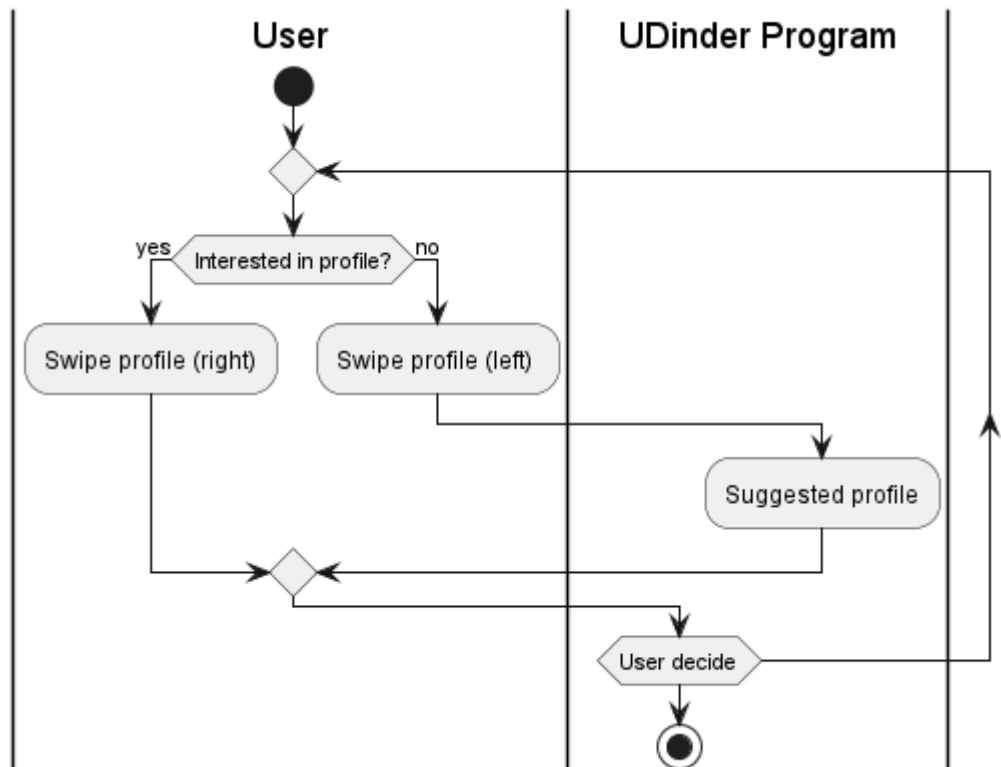 User
UDinder Program
yes
Interested in profile?
no
Swipe profile (right)
Swipe profile (left)
Suggested profile
User decide